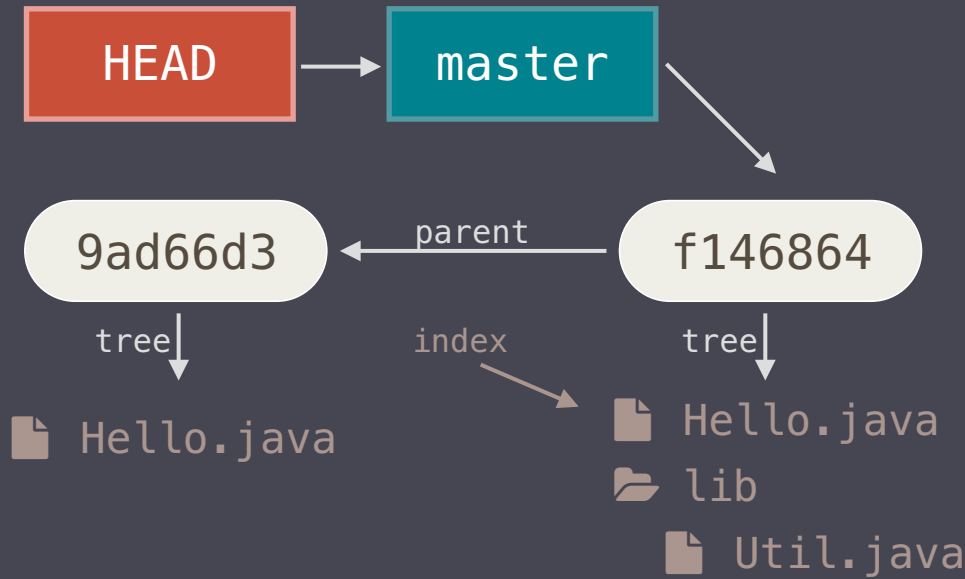 HEAD
master
parent
9ad66d3
f146864
tree
index
tree
Hello.java
Hello.java
lib
Util.java